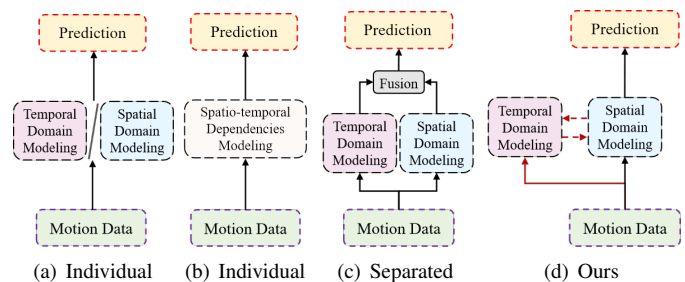 Prediction
Temporal
Domain
Modeling
Spatial
Domain
Modeling
Motion Data
(a) Individual
Prediction
Spatio-temporal
Dependencies
Modeling
Motion Data
(b) Individual
Prediction
Fusion
Temporal
Domain
Modeling
Spatial
Domain
Modeling
Motion Data
(c) Separated
Prediction
Temporal
Domain
Modeling
Spatial
Domain
Modeling
Motion Data
(d) Ours